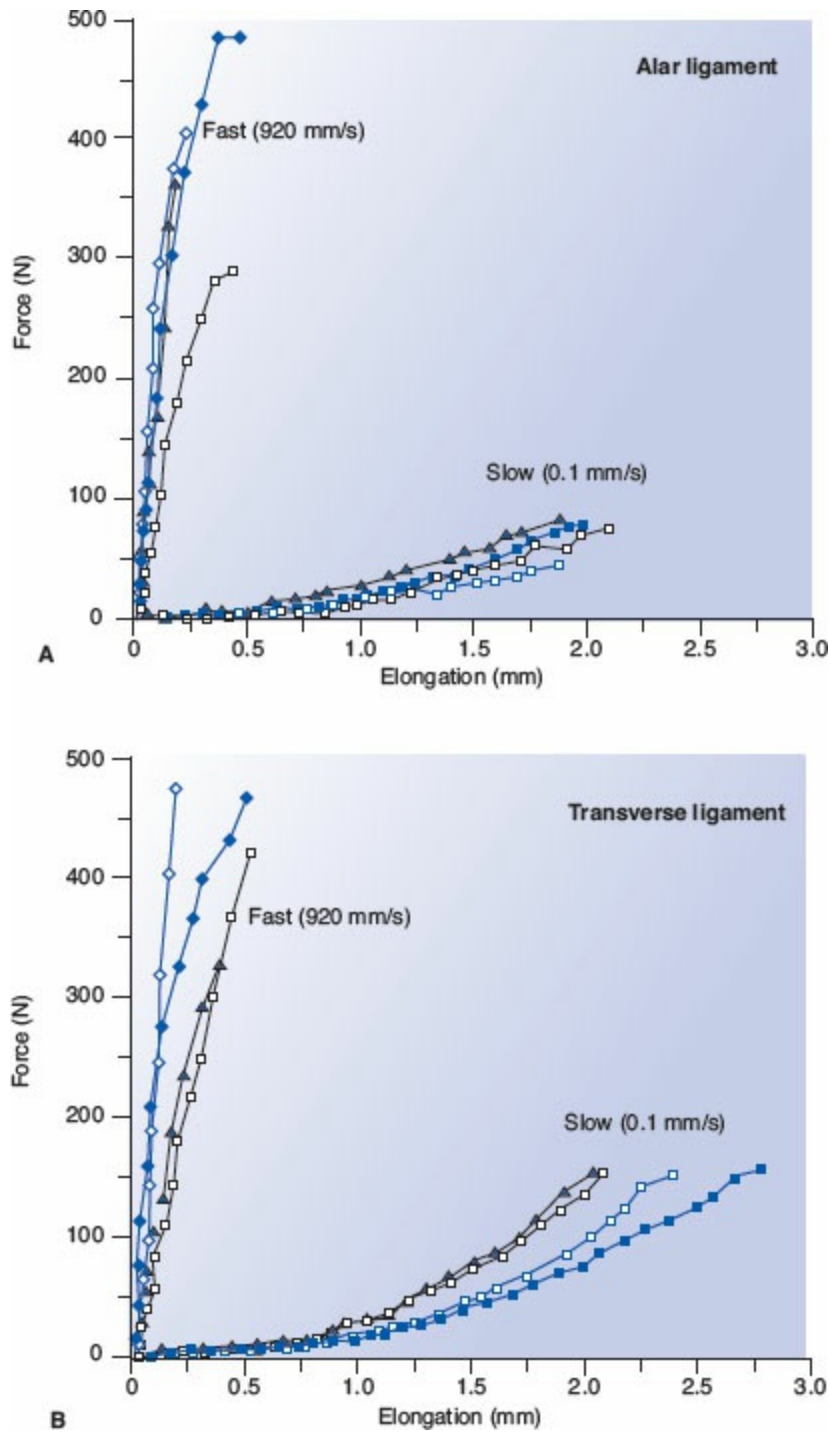 500
Alar ligament
Fast (920 mm/s)
400
300
Force (N)
200
Slow (0.1 mm/s)
100
0
0 0.5 1.0 1.5 2.0 2.5 3.0
A
Elongation (mm)
500
Transverse ligament
400
Fast (920 mm/s)
300
Force (N)
200
Slow (0.1 mm/s)
100
0
0 0.5 1.0 1.5 2.0 2.5 3.0
B
Elongation (mm)